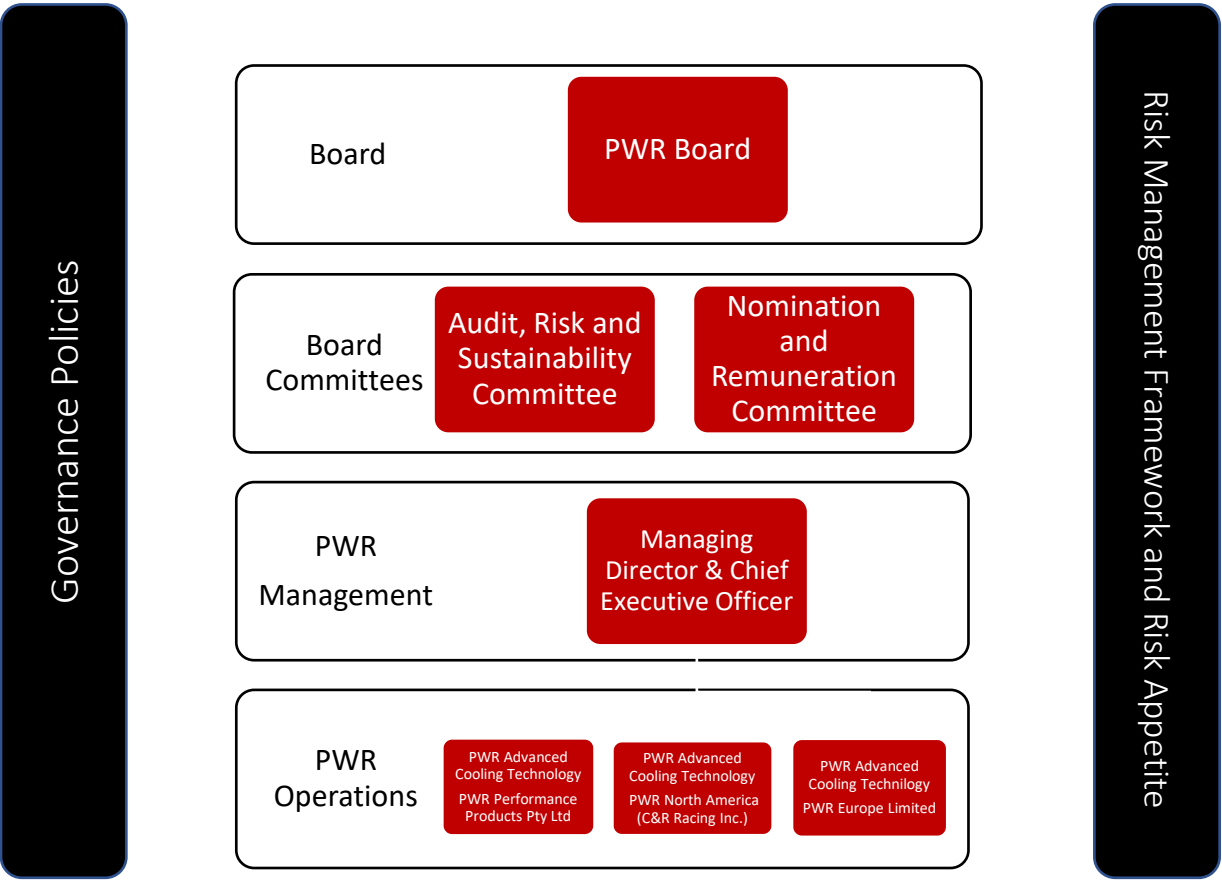 Governance Policies
Board
PWR Board
Board
Committees
Audit, Risk and
Sustainability
Committee
Nomination
and
Remuneration
Committee
PWR
Management
Managing
Director & Chief
Executive Officer
PWR
Operations
PWR Advanced
Cooling Technology
PWR Performance
Products Pty Ltd
PWR Advanced
Cooling Technology
PWR North America
(C&R Racing Inc.)
PWR Advanced
Cooling Technilogy
PWR Europe Limited
Risk Management Framework and Risk Appetite